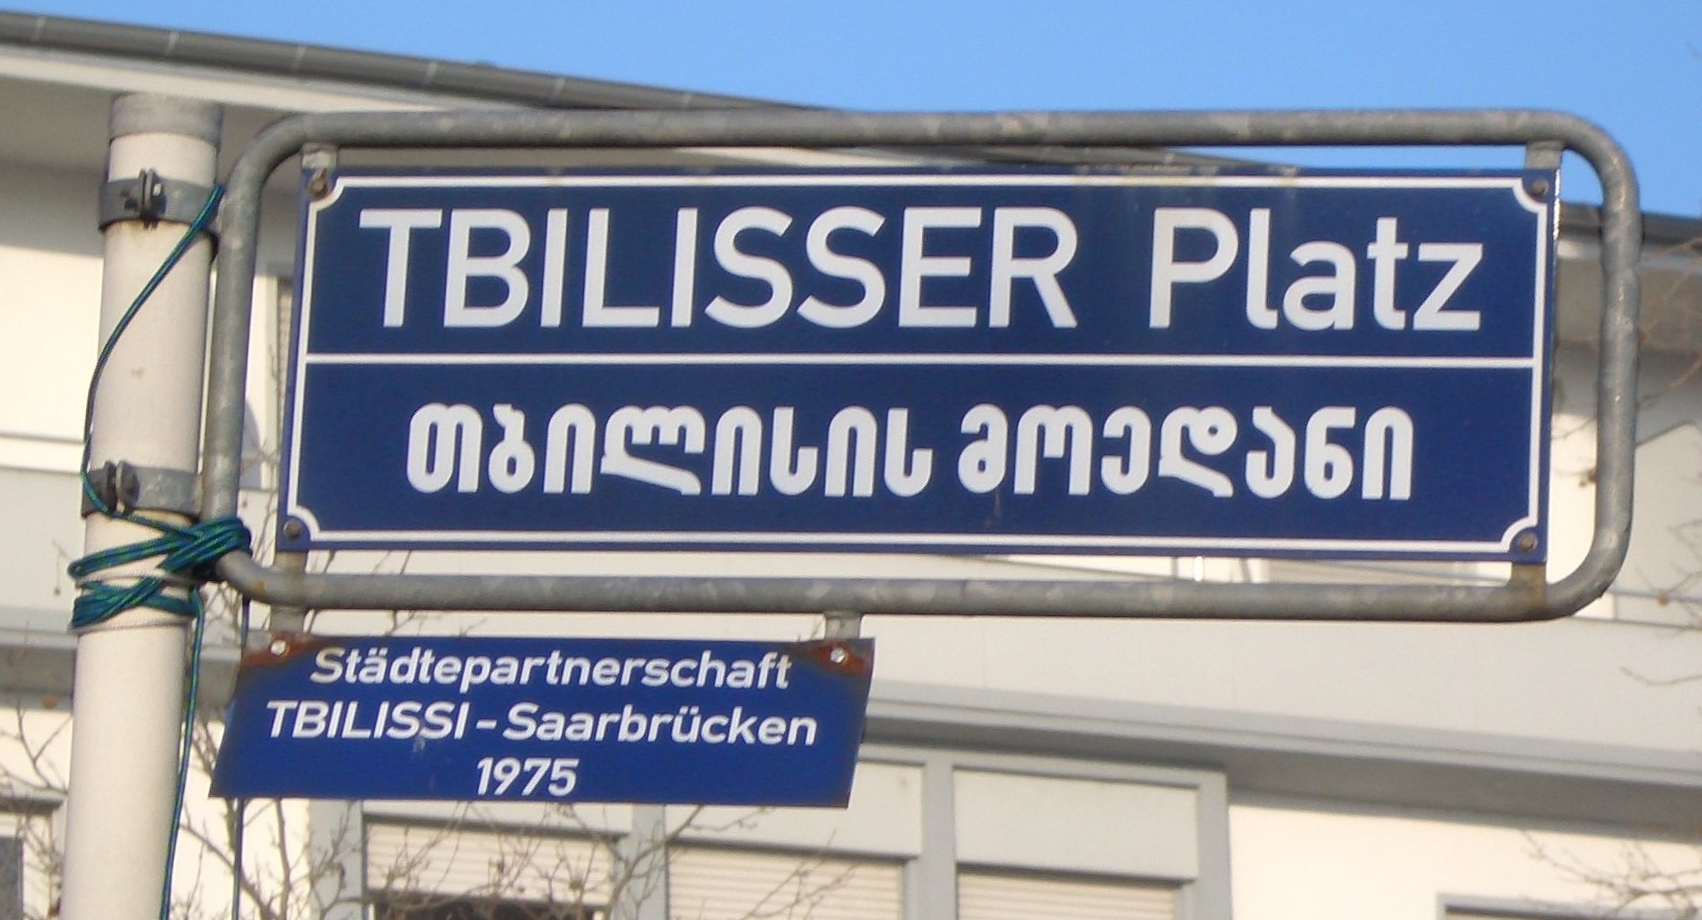 TBILISSER Platz
თბილისის მოედანი
Städtepartnerschaft
TBILISSI-Saarbrücken
1975